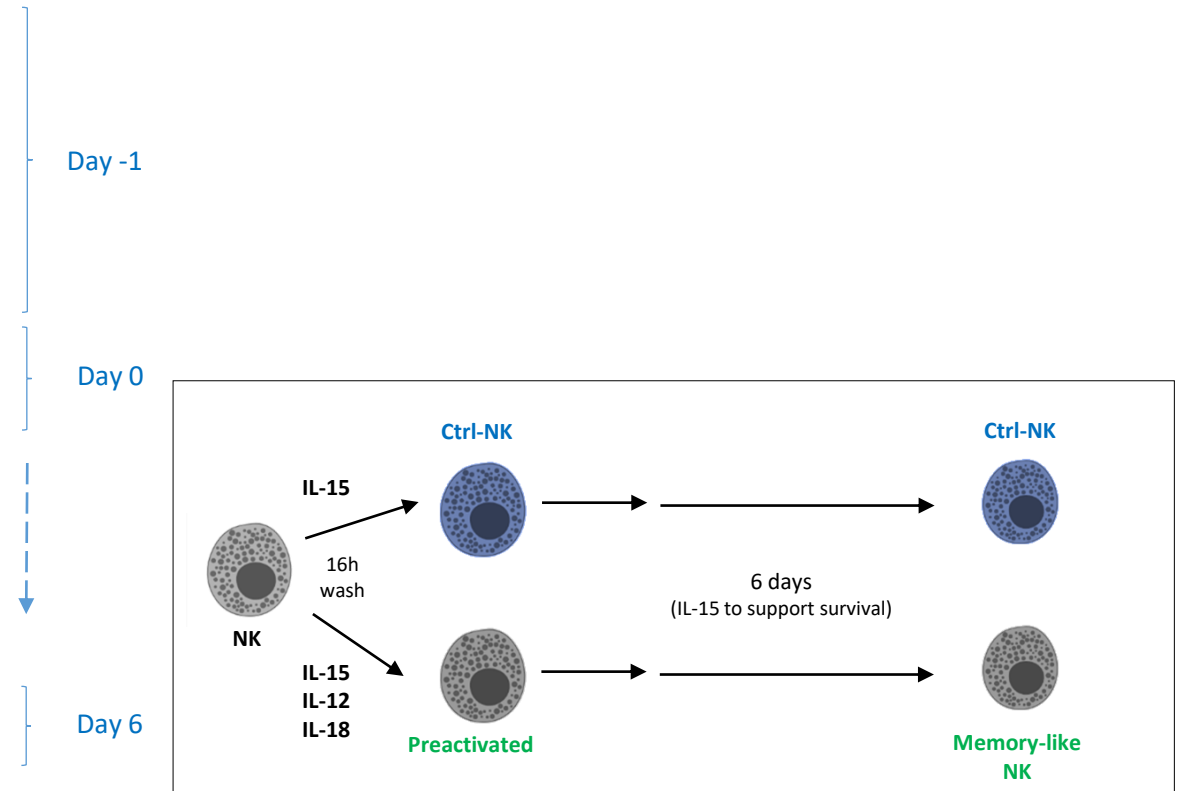 Day -1
Day 0
Ctrl-NK
Ctrl-NK
IL-15
16h
wash
6 days
(IL-15 to support survival)
NK
IL-15
IL-12
IL-18
Day 6
Preactivated
Memory-like
NK